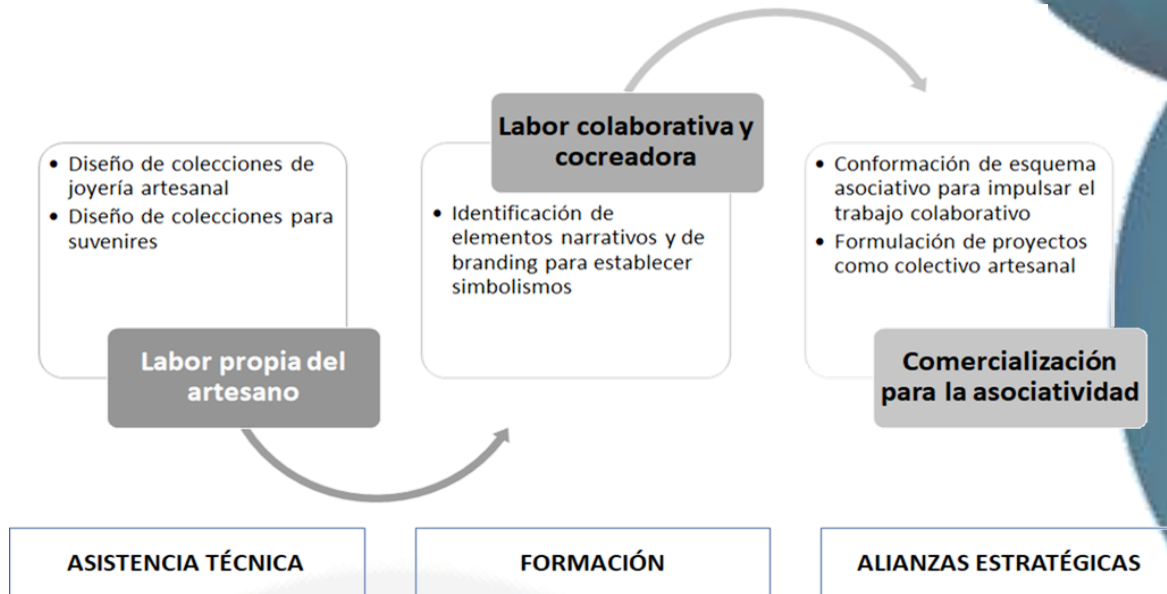 • Diseño de colecciones de
joyería artesanal
• Diseño de colecciones para
suvenires
Labor propia del
artesano
Labor colaborativa y
cocreadora
• Identificación de
elementos narrativos y de
branding para establecer
simbolismos
• Conformación de esquema
asociativo para impulsar el
trabajo colaborativo
• Formulación de proyectos
como colectivo artesanal
Comercialización
para la asociatividad
ASISTENCIA TÉCNICA
FORMACIÓN
ALIANZAS ESTRATÉGICAS